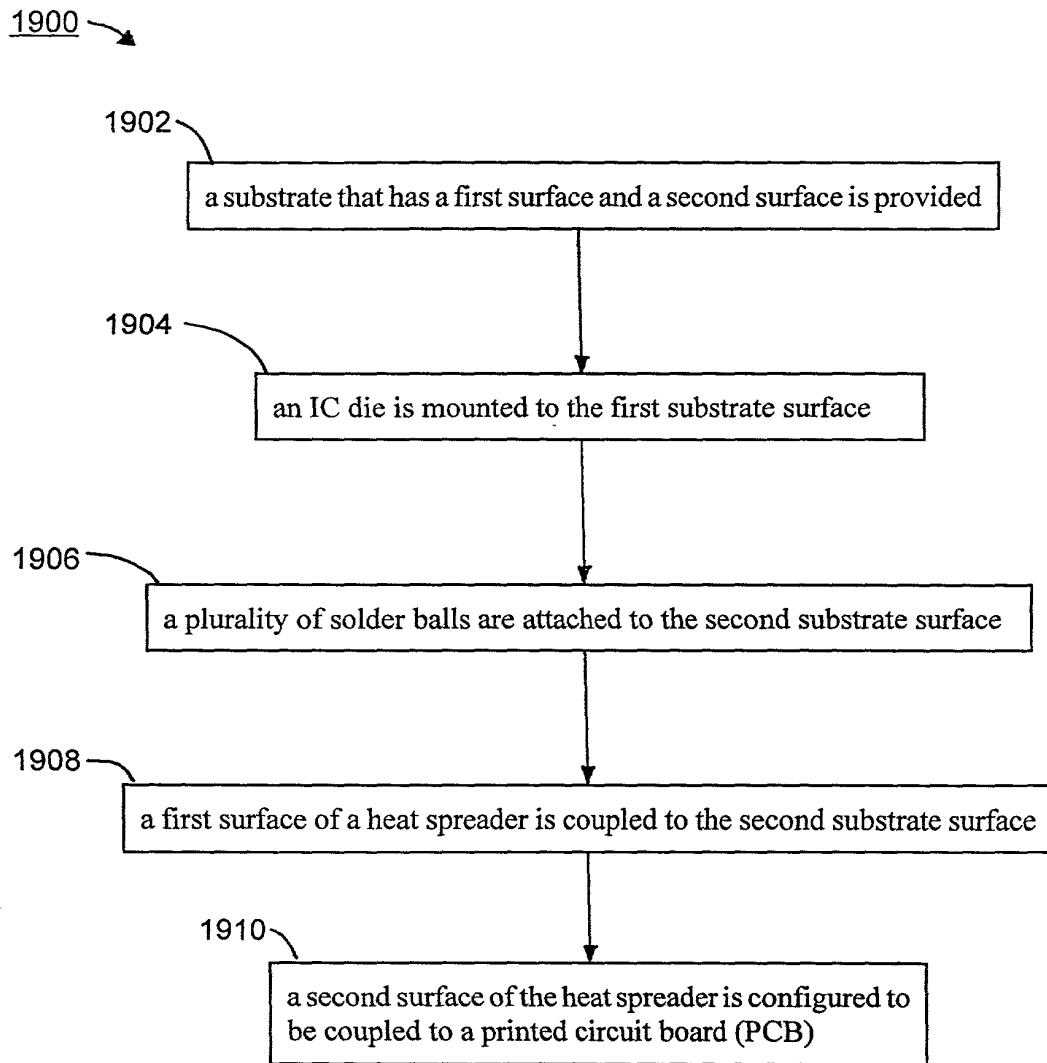 1900
1902
a substrate that has a first surface and a second surface is provided
1904
an IC die is mounted to the first substrate surface
1906
a plurality of solder balls are attached to the second substrate surface
1908
a first surface of a heat spreader is coupled to the second substrate surface
1910
a second surface of the heat spreader is configured to
be coupled to a printed circuit board (PCB)